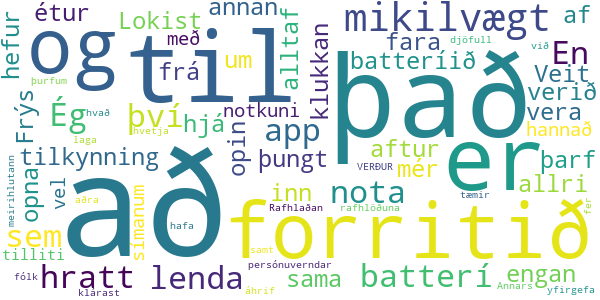 étur
Lokist
annan
mikilvægt
af
hefur
og
til
með
frá
um
alltaf
klukkan
fara
djöfull
við
En
batteríið
Veit
verið
þurfum
Frýs
Ég
því
hjá
notkuni
það
vera
hvað
hvetja
app
hannað
laga
opin
aftur
er
þarf
meirihlutann
tilkynning
þungt
VERÐUR
mér
allri
opna
vel
að
símanum
inn
nota
tæmir
fer
aðra
Rafhlaðan
rafhlöðuna
sem
hafa
forritið
tilliti
samt
persónuverndar
fólk
hratt
lenda
sama
batterí
engan
klárast
áhrif
Annars
yfirgefa